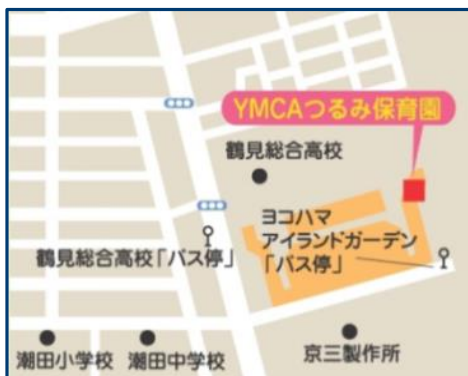 YMCAつるみ保育園
鶴見総合高校
ヨコハマ
アイランドガーデン
「バス停」
鶴見総合高校「バス停」
潮田小学校
潮田中学校
京三製作所